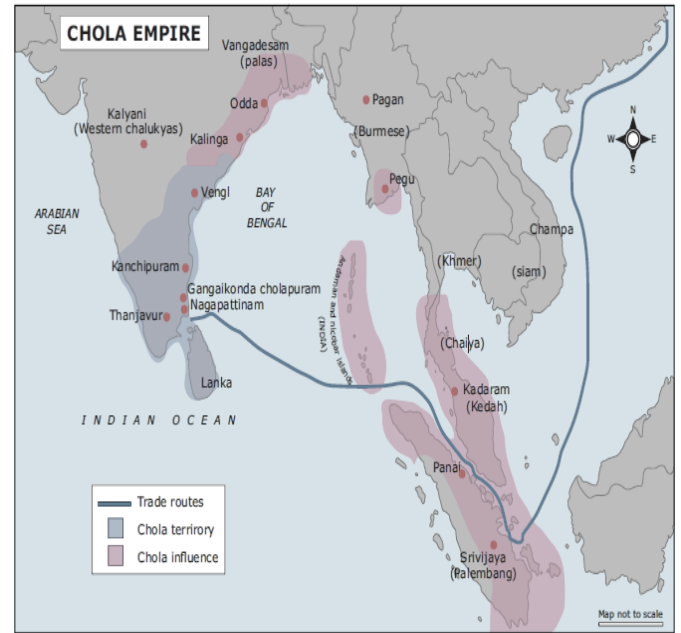 CHOLA EMPIRE
Vangadesam
(palas)
Odda
Kalyani
(Western chalukyas)
Kalinga
Pagan
(Burmese)
N
W
E
S
Pegu
Vengl
BAY
OF
BENGAL
ARABIAN
SEA
Champa
Kanchipuram
(Khmer)
(siam)
Andaman and nicobar Islands
(INDIA)
Gangaikonda cholapuram
Nagapattinam
Thanjavur
(Chaiya)
Lanka
Kadaram
(Kedah)
INDIAN OCEAN
Panai
Trade routes
Chola terrirory
Chola influence
Srivijaya
(Palembang)
Map not to scale